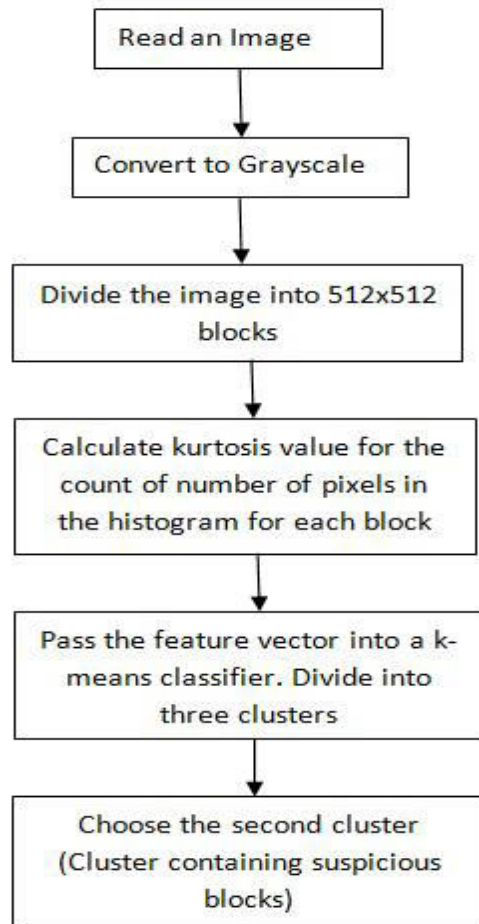 Read an Image
Convert to Grayscale
Divide the image into 512x512
blocks
Calculate kurtosis value for the
count of number of pixels in
the histogram for each block
Pass the feature vector into a k-
means classifier. Divide into
three clusters
Choose the second cluster
(Cluster containing suspicious
blocks)